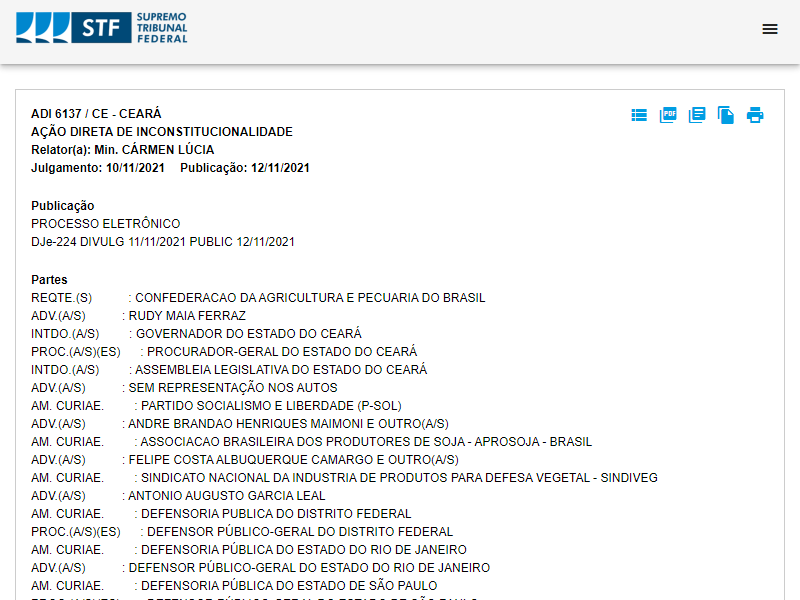 STF SUPREMO
TRIBUNAL
FEDERAL
ADI 6137 / CE - CEARÁ
AÇÃO DIRETA DE INCONSTITUCIONALIDADE
Relator(a): Min. CÁRMEN LÚCIA
Julgamento: 10/11/2021 Publicação: 12/11/2021
Publicação
PROCESSO ELETRÔNICO
DJe-224 DIVULG 11/11/2021 PUBLIC 12/11/2021
Partes
REQTE.(S) : CONFEDERACAO DA AGRICULTURA E PECUARIA DO BRASIL
ADV.(A/S) : RUDY MAIA FERRAZ
INTDO.(A/S) : GOVERNADOR DO ESTADO DO CEARÁ
PROC.(A/S)(ES) : PROCURADOR-GERAL DO ESTADO DO CEARÁ
INTDO.(A/S) : ASSEMBLEIA LEGISLATIVA DO ESTADO DO CEARÁ
ADV.(A/S) : SEM REPRESENTAÇÃO NOS AUTOS
AM. CURIAE. : PARTIDO SOCIALISMO E LIBERDADE (P-SOL)
ADV.(A/S) : ANDRE BRANDAO HENRIQUES MAIMONI E OUTRO(A/S)
AM. CURIAE. : ASSOCIACAO BRASILEIRA DOS PRODUTORES DE SOJA - APROSOJA - BRASIL
ADV.(A/S) : FELIPE COSTA ALBUQUERQUE CAMARGO E OUTRO(A/S)
AM. CURIAE. : SINDICATO NACIONAL DA INDUSTRIA DE PRODUTOS PARA DEFESA VEGETAL - SINDIVEG
ADV.(A/S) : ANTONIO AUGUSTO GARCIA LEAL
AM. CURIAE. : DEFENSORIA PUBLICA DO DISTRITO FEDERAL
PROC.(A/S)(ES) : DEFENSOR PÚBLICO-GERAL DO DISTRITO FEDERAL
AM. CURIAE. : DEFENSORIA PÚBLICA DO ESTADO DO RIO DE JANEIRO
ADV.(A/S) : DEFENSOR PÚBLICO-GERAL DO ESTADO DO RIO DE JANEIRO
AM. CURIAE. : DEFENSORIA PÚBLICA DO ESTADO DE SÃO PAULO